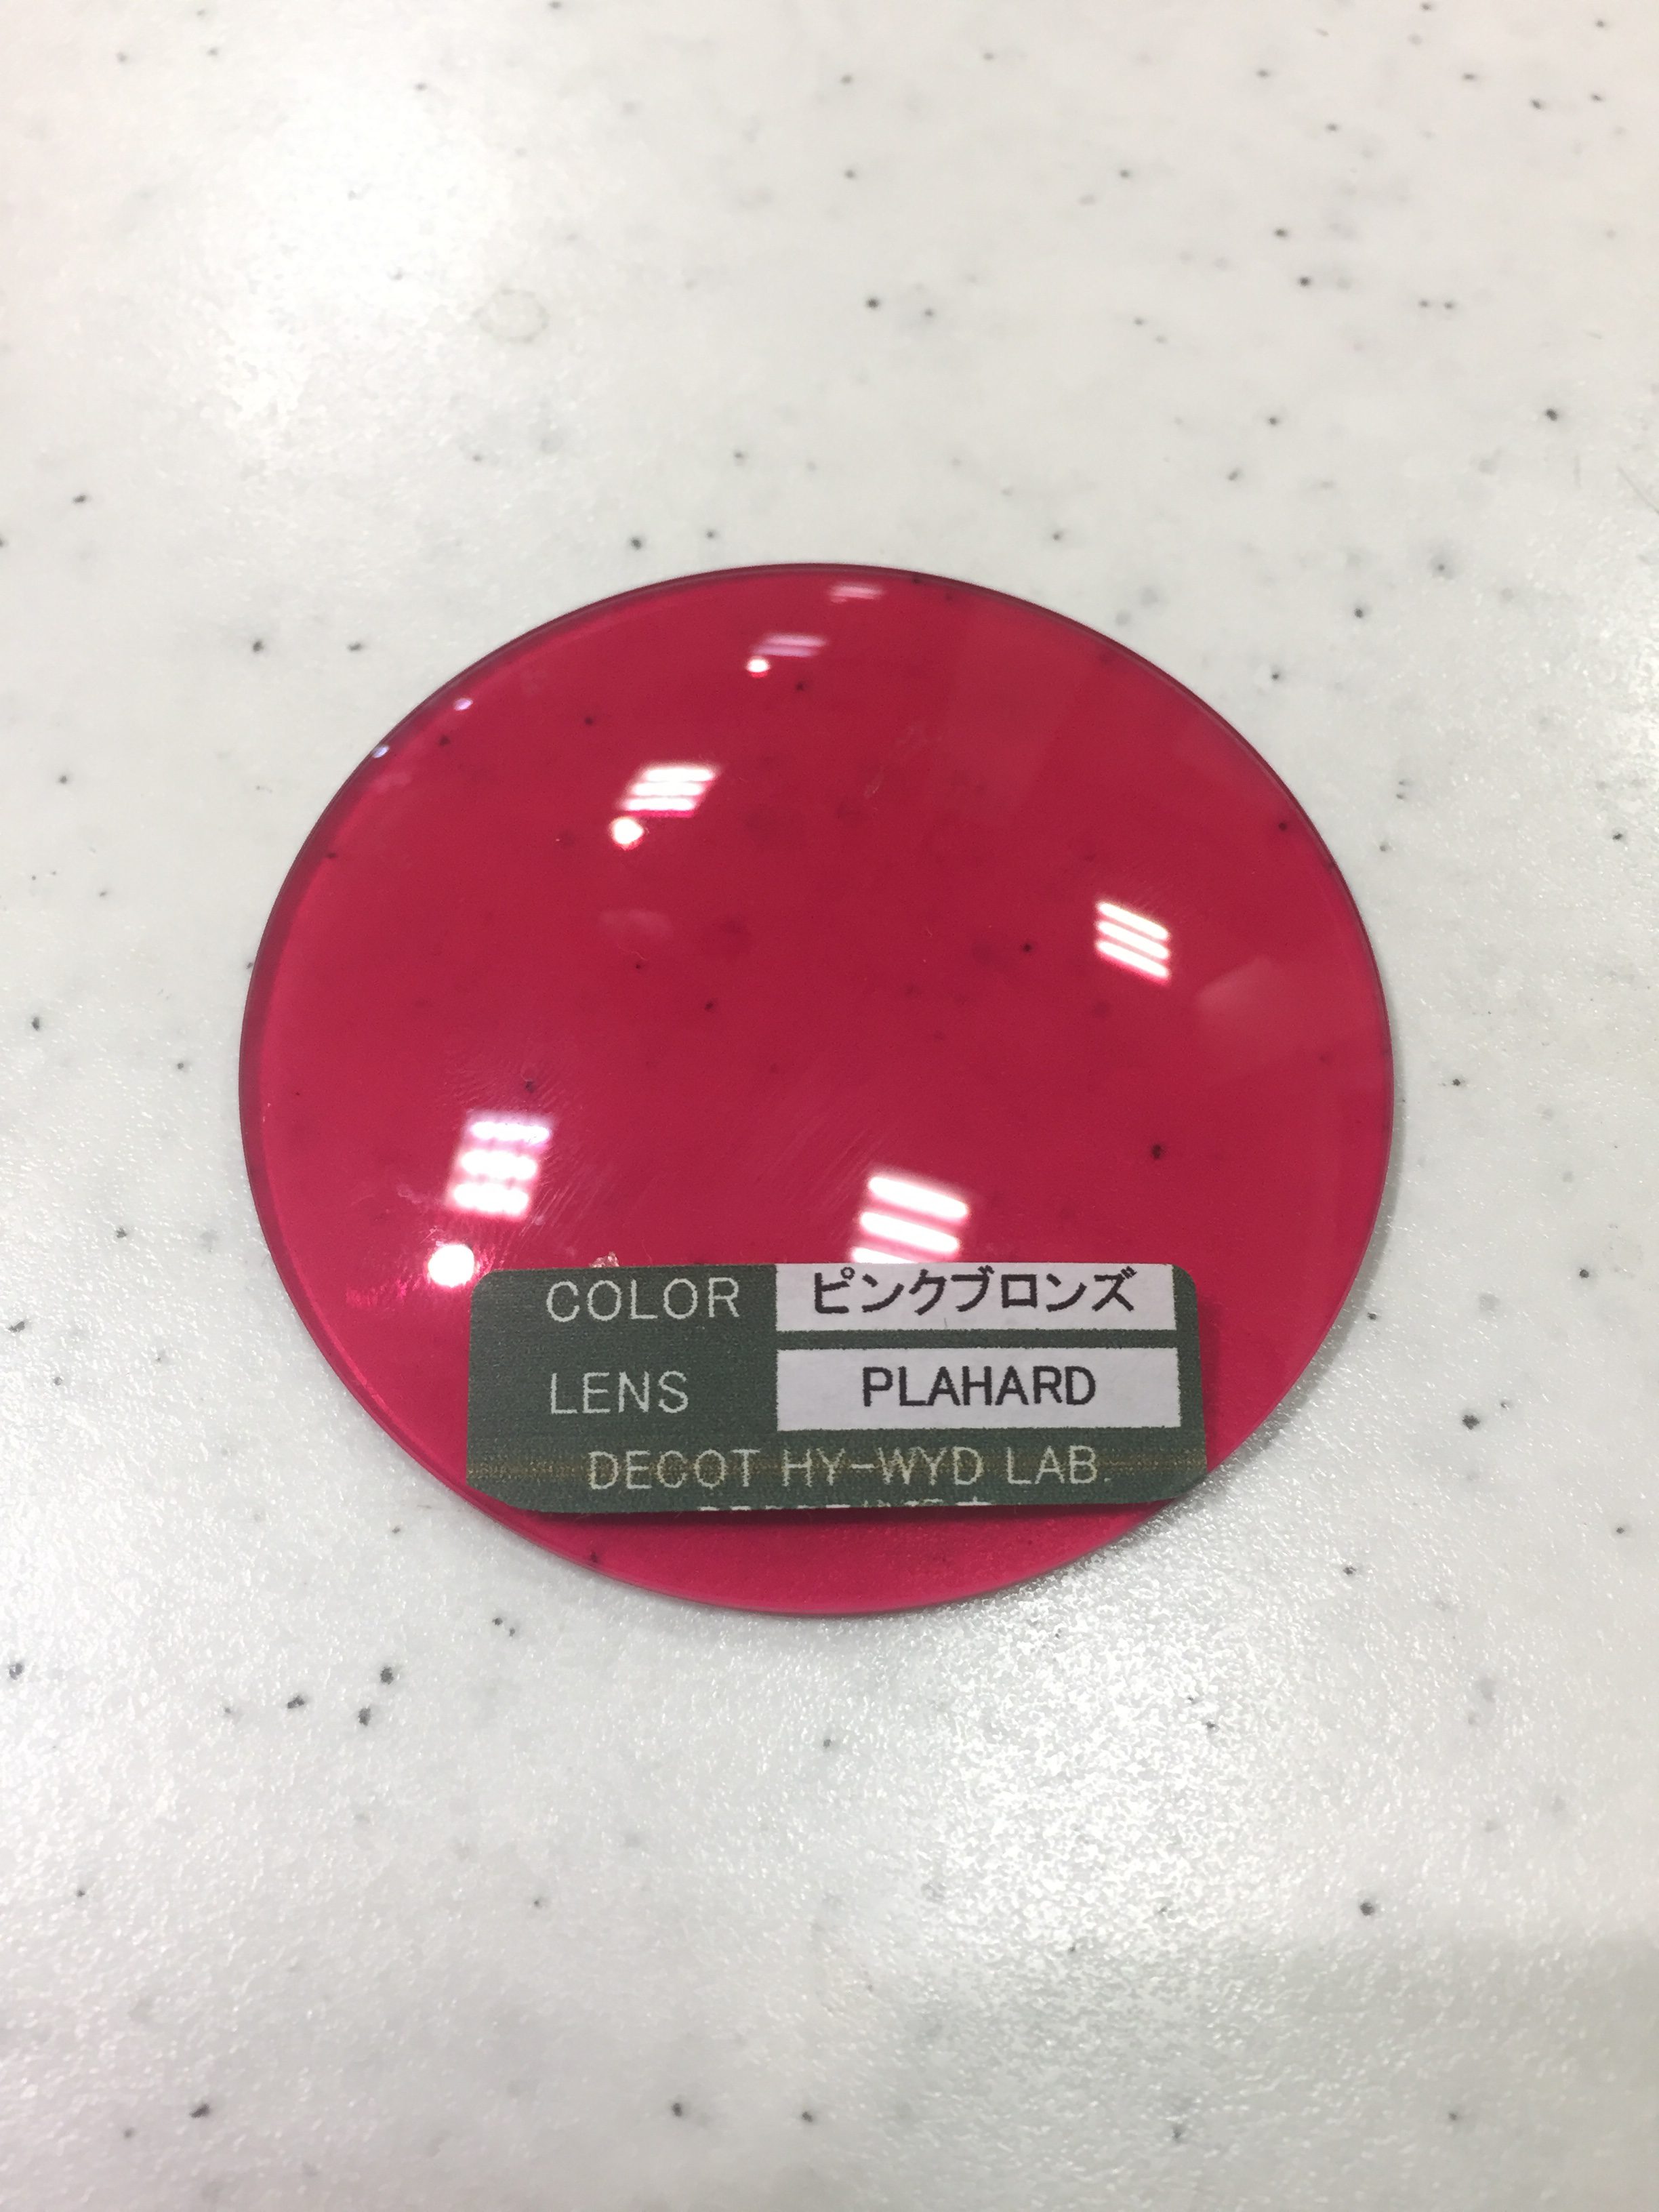 COLOR ピンクブロンズ
LENS PLAHARD
DECOT HY-WYD LAB.